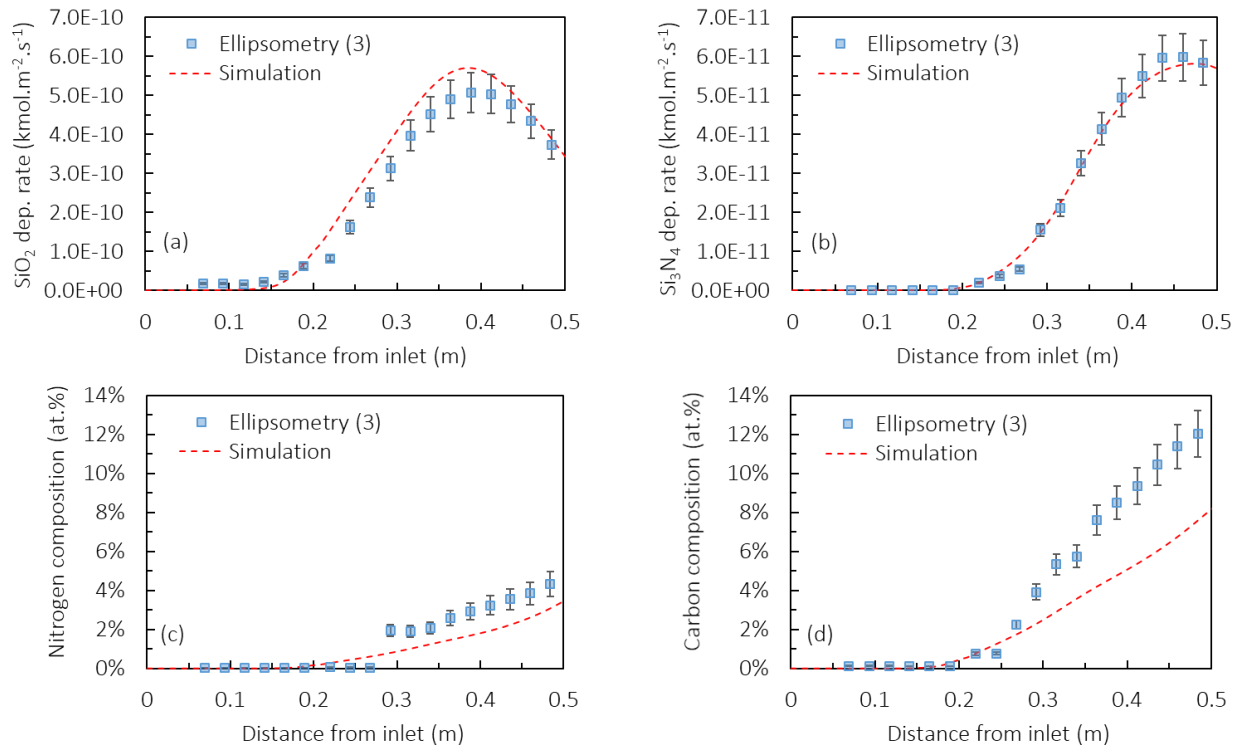 SiO₂ dep. rate (kmol.m⁻².s⁻¹)
7.0E-10
6.0E-10
5.0E-10
4.0E-10
3.0E-10
2.0E-10
1.0E-10
0.0E+00
Ellipsometry (3)
Simulation
(a)
0 0.1 0.2 0.3 0.4 0.5
Distance from inlet (m)
Si₃N₄ dep. rate (kmol.m⁻².s⁻¹)
7.0E-11
6.0E-11
5.0E-11
4.0E-11
3.0E-11
2.0E-11
1.0E-11
0.0E+00
Ellipsometry (3)
Simulation
(b)
0 0.1 0.2 0.3 0.4 0.5
Distance from inlet (m)
Nitrogen composition (at.%)
14%
12%
10%
8%
6%
4%
2%
0%
Ellipsometry (3)
Simulation
(c)
0 0.1 0.2 0.3 0.4 0.5
Distance from inlet (m)
Carbon composition (at.%)
14%
12%
10%
8%
6%
4%
2%
0%
Ellipsometry (3)
Simulation
(d)
0 0.1 0.2 0.3 0.4 0.5
Distance from inlet (m)